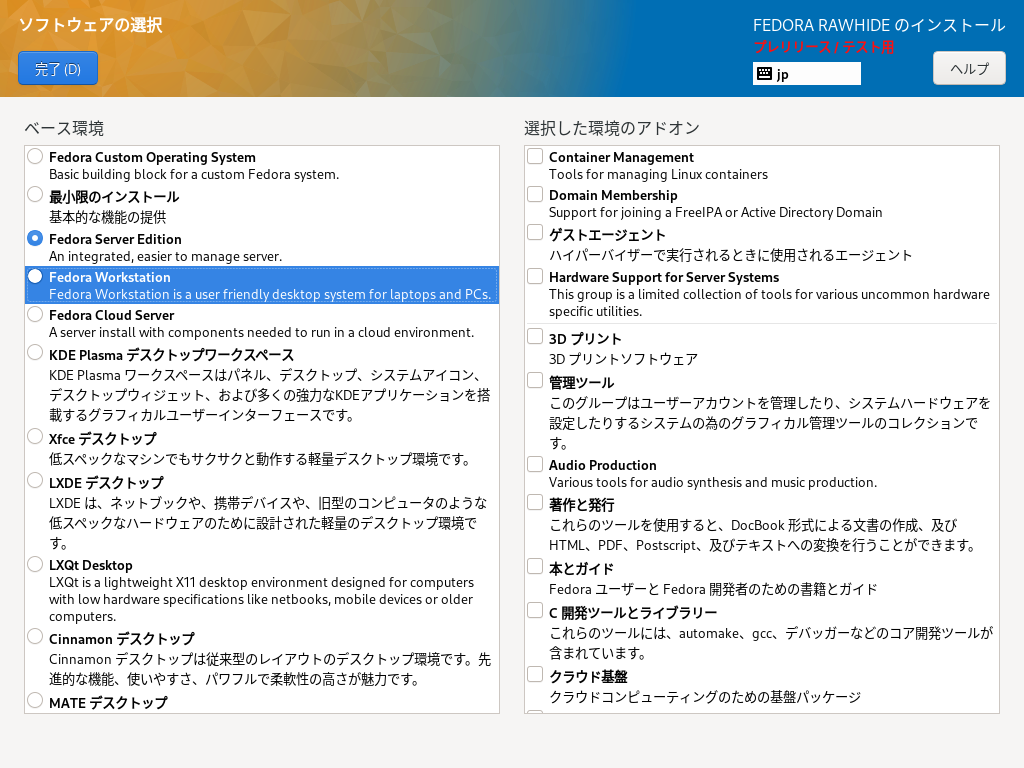 ソフトウェアの選択
完了 (D)
FEDORA RAWHIDE のインストール
プレリリース / テスト用
jp
ヘルプ
ベース環境
Fedora Custom Operating System
Basic building block for a custom Fedora system.
最小限のインストール
基本的な機能の提供
Fedora Server Edition
An integrated, easier to manage server.
Fedora Workstation
Fedora Workstation is a user friendly desktop system for laptops and PCs.
Fedora Cloud Server
A server install with components needed to run in a cloud environment.
KDE Plasma デスクトップワークスペース
KDE Plasma ワークスペースはパネル、デスクトップ、システムアイコン、
デスクトップウィジェット、および多くの強力なKDEアプリケーションを搭
載するグラフィカルユーザーインターフェースです。
Xfce デスクトップ
低スペックなマシンでもサクサクと動作する軽量デスクトップ環境です。
LXDE デスクトップ
LXDE は、ネットブックや、携帯デバイスや、旧型のコンピュータのような
低スペックなハードウェアのために設計された軽量のデスクトップ環境で
す。
LXQt Desktop
LXQt is a lightweight X11 desktop environment designed for computers
with low hardware specifications like netbooks, mobile devices or older
computers.
Cinnamon デスクトップ
Cinnamon デスクトップは従来型のレイアウトのデスクトップ環境です。先
進的な機能、使いやすさ、パワフルで柔軟性の高さが魅力です。
MATE デスクトップ
選択した環境のアドオン
Container Management
Tools for managing Linux containers
Domain Membership
Support for joining a FreeIPA or Active Directory Domain
ゲストエージェント
ハイパーバイザーで実行されるときに使用されるエージェント
Hardware Support for Server Systems
This group is a limited collection of tools for various uncommon hardware
specific utilities.
3D プリント
3D プリントソフトウェア
管理ツール
このグループはユーザーアカウントを管理したり、システムハードウェアを
設定したりするシステムの為のグラフィカル管理ツールのコレクションで
す。
Audio Production
Various tools for audio synthesis and music production.
著作と発行
これらのツールを使用すると、DocBook 形式による文書の作成、及び
HTML、PDF、Postscript、及びテキストへの変換を行うことができます。
本とガイド
Fedora ユーザーと Fedora 開発者のための書籍とガイド
C 開発ツールとライブラリー
これらのツールには、automake、gcc、デバッガーなどのコア開発ツールが
含まれています。
クラウド基盤
クラウドコンピューティングのための基盤パッケージ